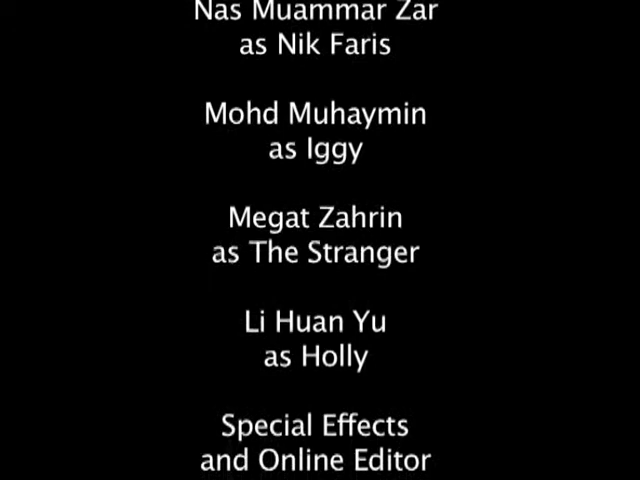 Nas Muammar Zar
as Nik Faris
Mohd Muhaymin
as Iggy
Megat Zahrin
as The Stranger
Li Huan Yu
as Holly
Special Effects
and Online Editor